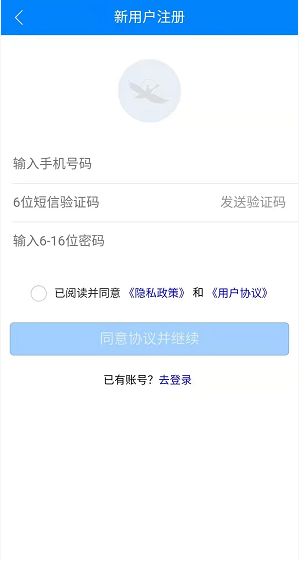 新用户注册
输入手机号码
6位短信验证码 发送验证码
输入6-16位密码
已阅读并同意 《隐私政策》 和 《用户协议》
同意协议并继续
已有账号？去登录